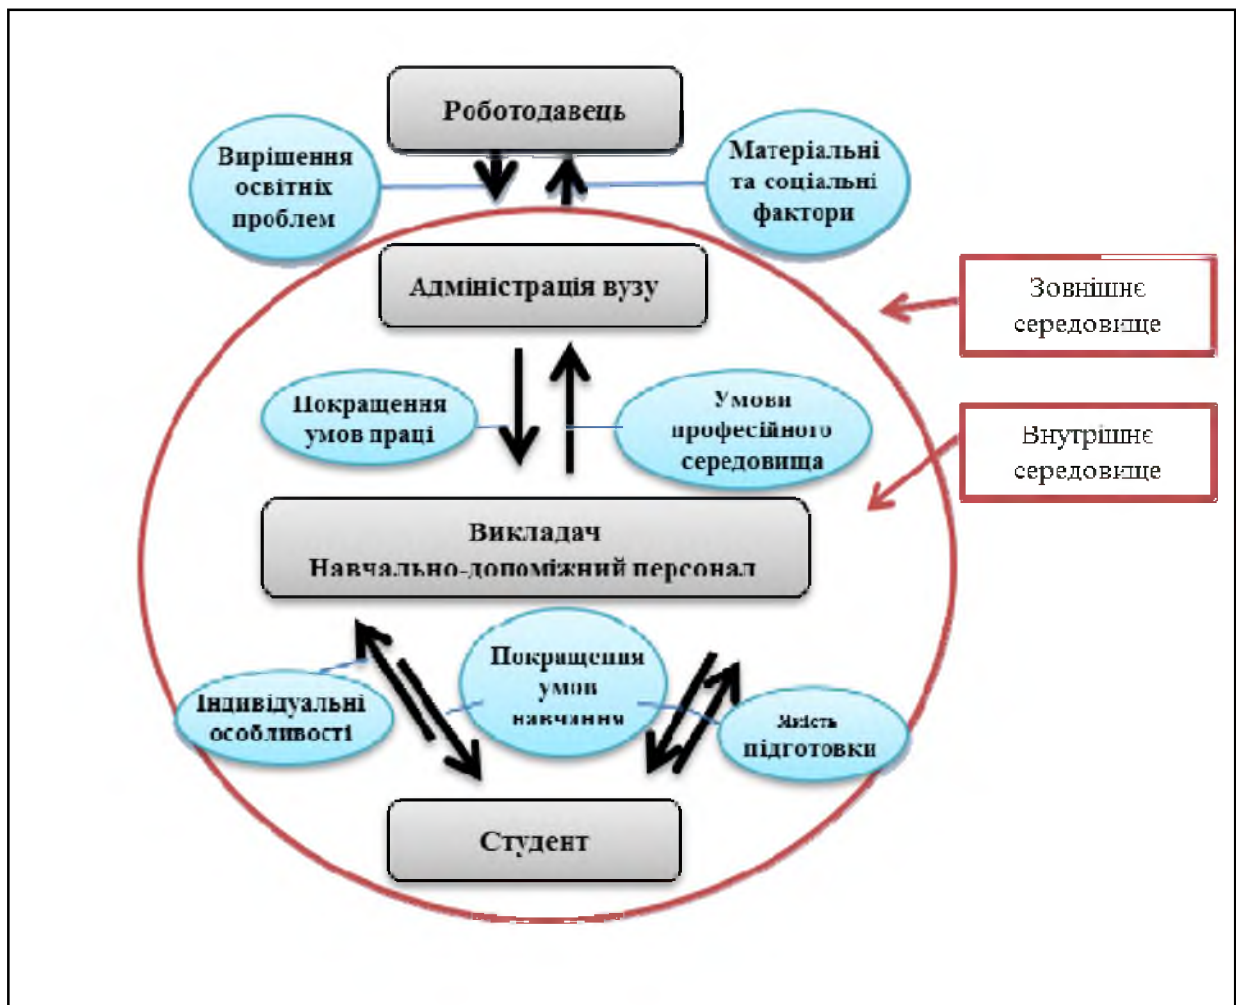 Роботодавець
Вирішення
освітніх
проблем
Матеріальні
та соціальні
фактори
Адміністрація вузу
Зовнішнє
середовище
Покращення
умов праці
Умови
професійного
середовища
Внутрішнє
середовище
Викладач
Навчально-допоміжний персонал
Покращення
умов
навчання
Індивідуальні
особливості
Якість
підготовки
Студент